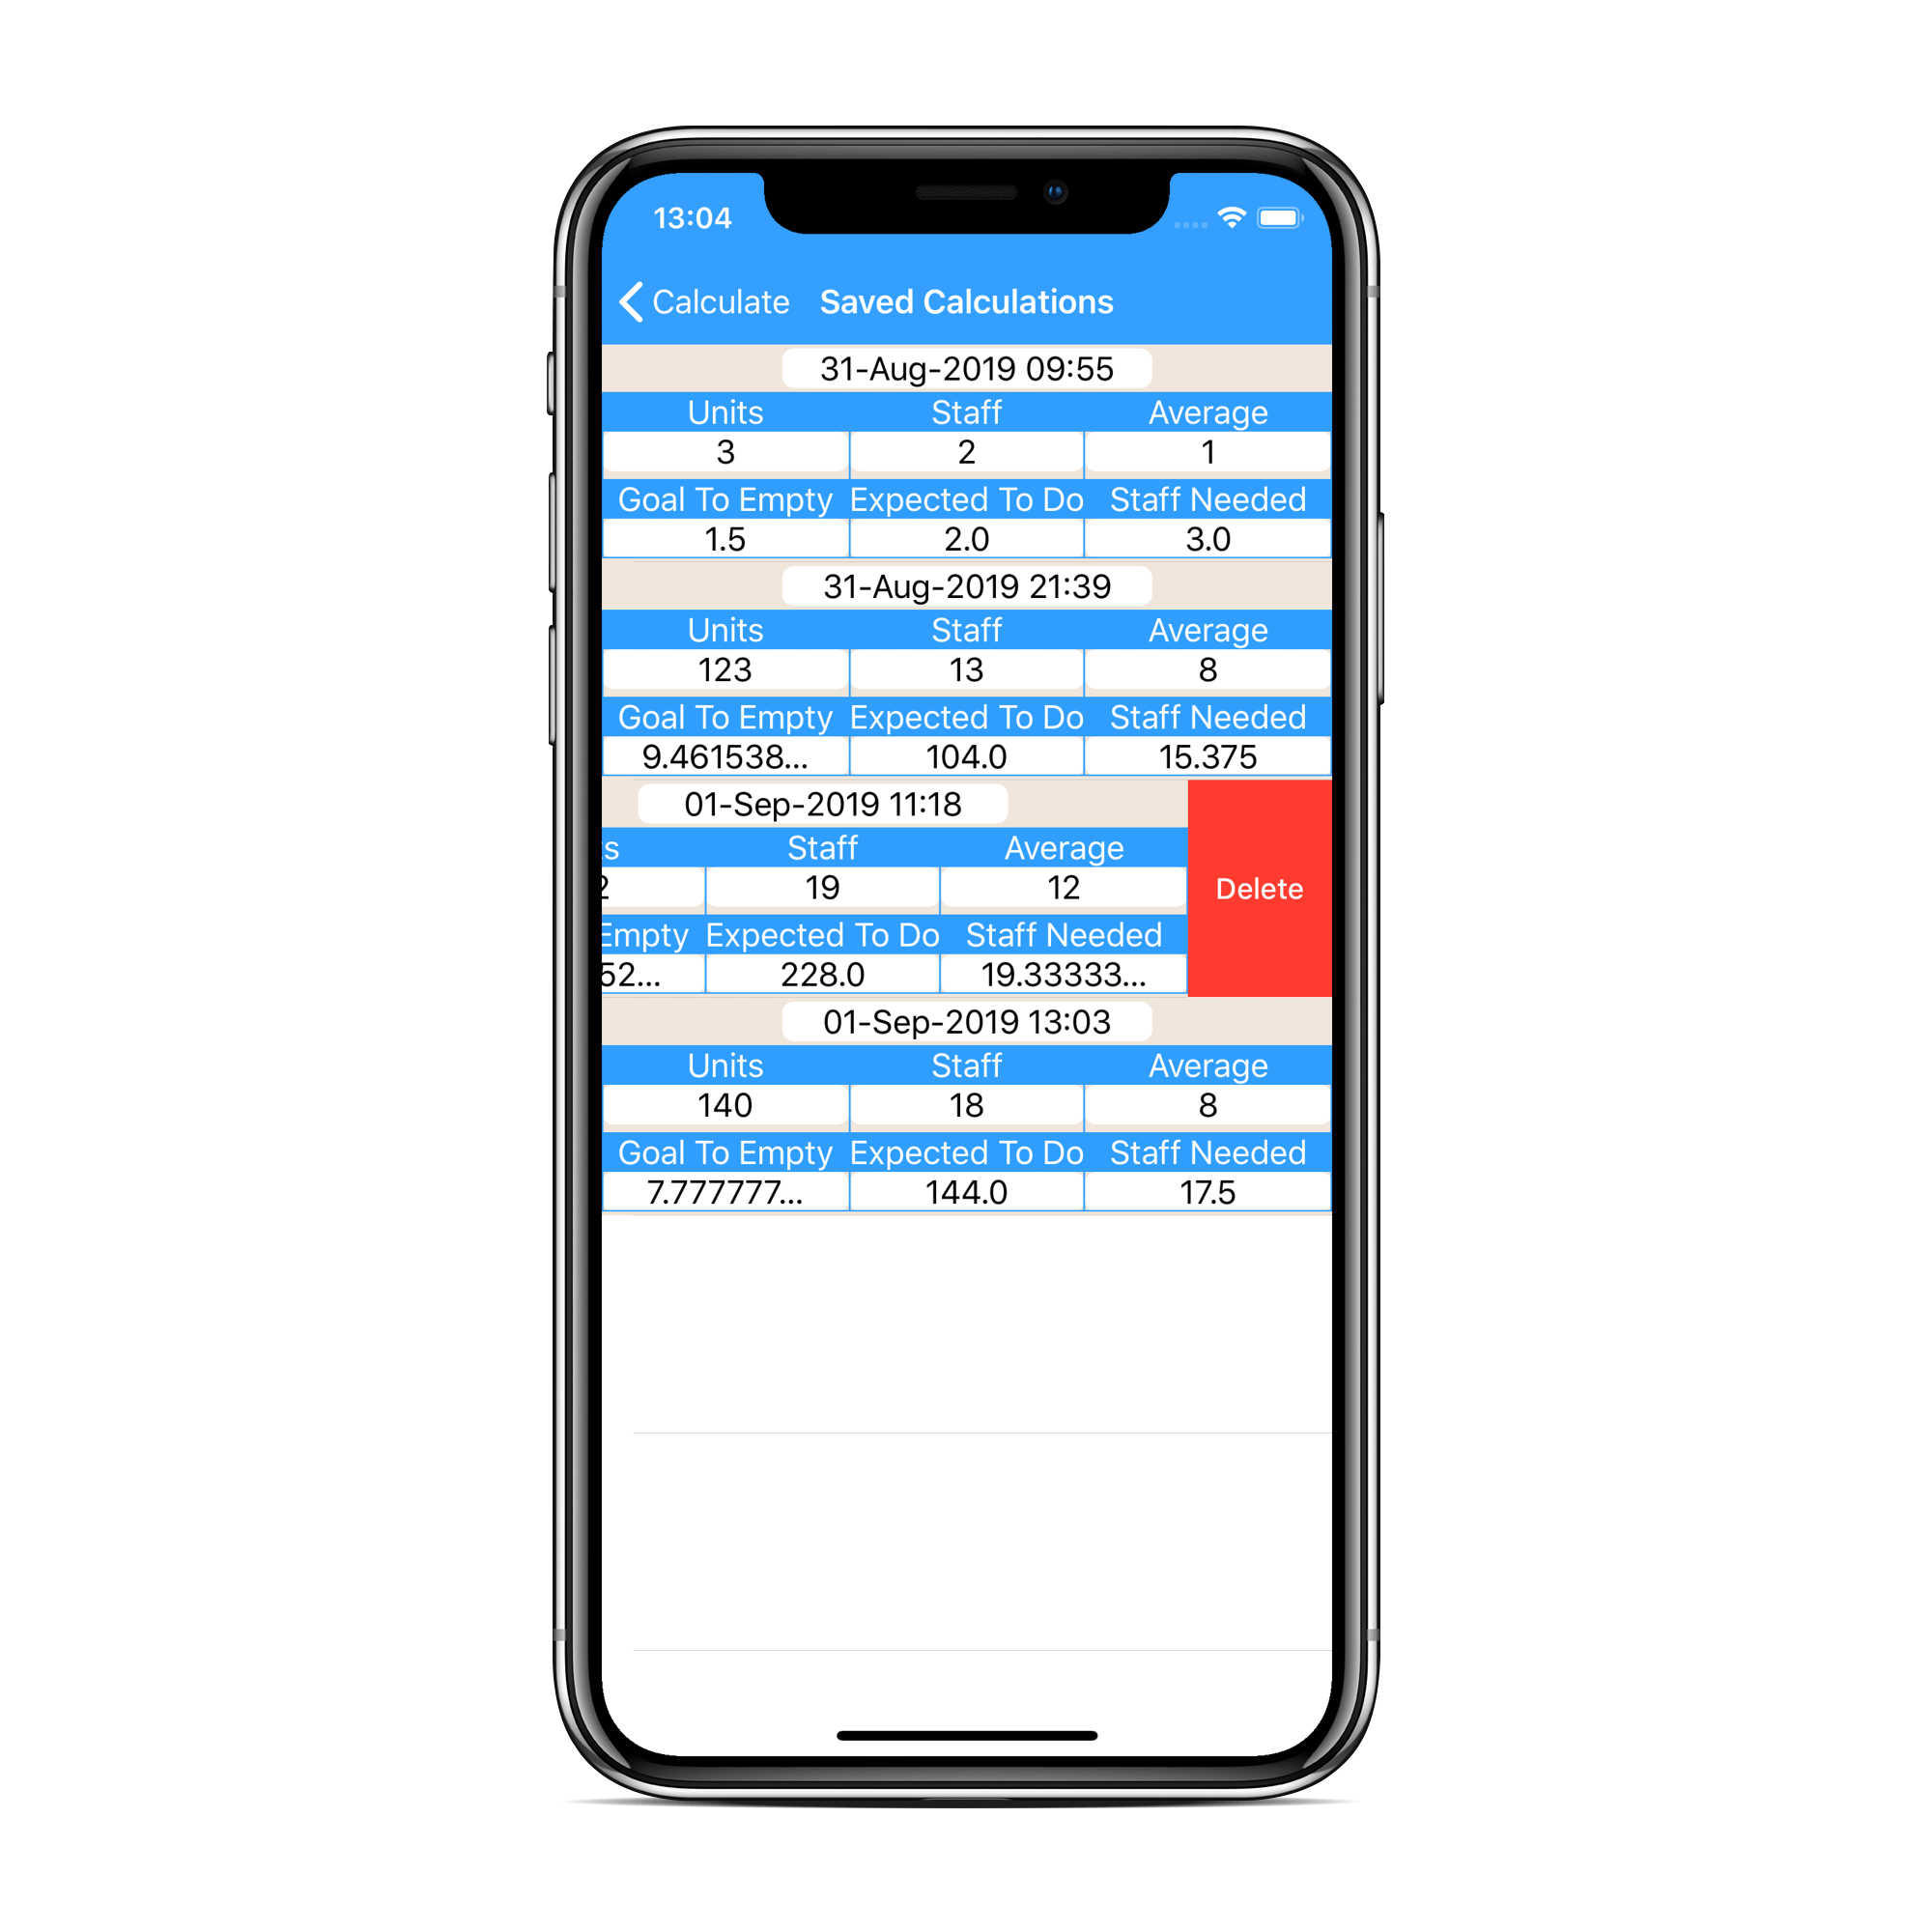 13:04
Calculate Saved Calculations
31-Aug-2019 09:55
Units Staff Average
3 2 1
Goal To Empty Expected To Do Staff Needed
1.5 2.0 3.0
31-Aug-2019 21:39
Units Staff Average
123 13 8
Goal To Empty Expected To Do Staff Needed
9.461538... 104.0 15.375
01-Sep-2019 11:18
s Staff Average
2 19 12 Delete
Empty Expected To Do Staff Needed
52... 228.0 19.33333...
01-Sep-2019 13:03
Units Staff Average
140 18 8
Goal To Empty Expected To Do Staff Needed
7.777777... 144.0 17.5